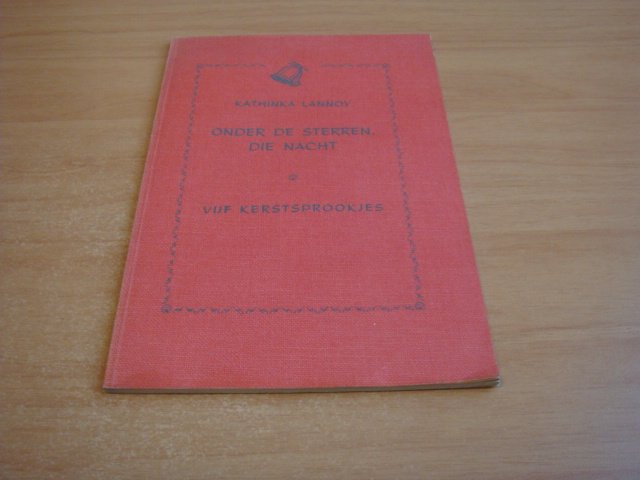 KATHINKA LANNOY
ONDER DE STERREN,
DIE NACHT
VIJF KERSTSPROOKJES